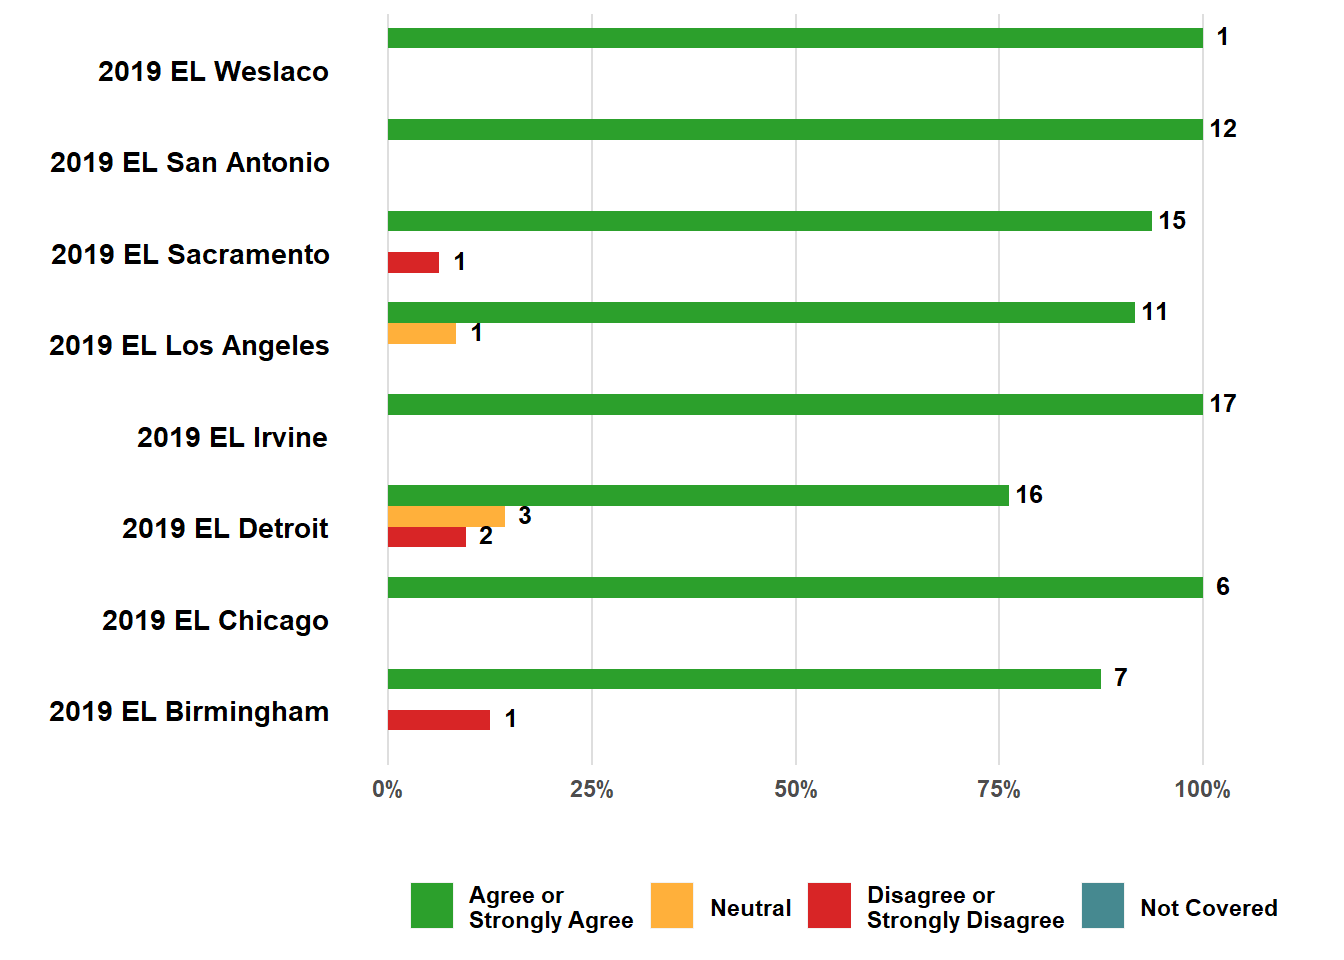 1
2019 EL Weslaco
12
2019 EL San Antonio
15
2019 EL Sacramento
1
11
1
2019 EL Los Angeles
17
2019 EL Irvine
16
3
2019 EL Detroit
2
6
2019 EL Chicago
7
2019 EL Birmingham
1
0% 25% 50% 75% 100%
Agree or
Strongly Agree
Neutral
Disagree or
Strongly Disagree
Not Covered